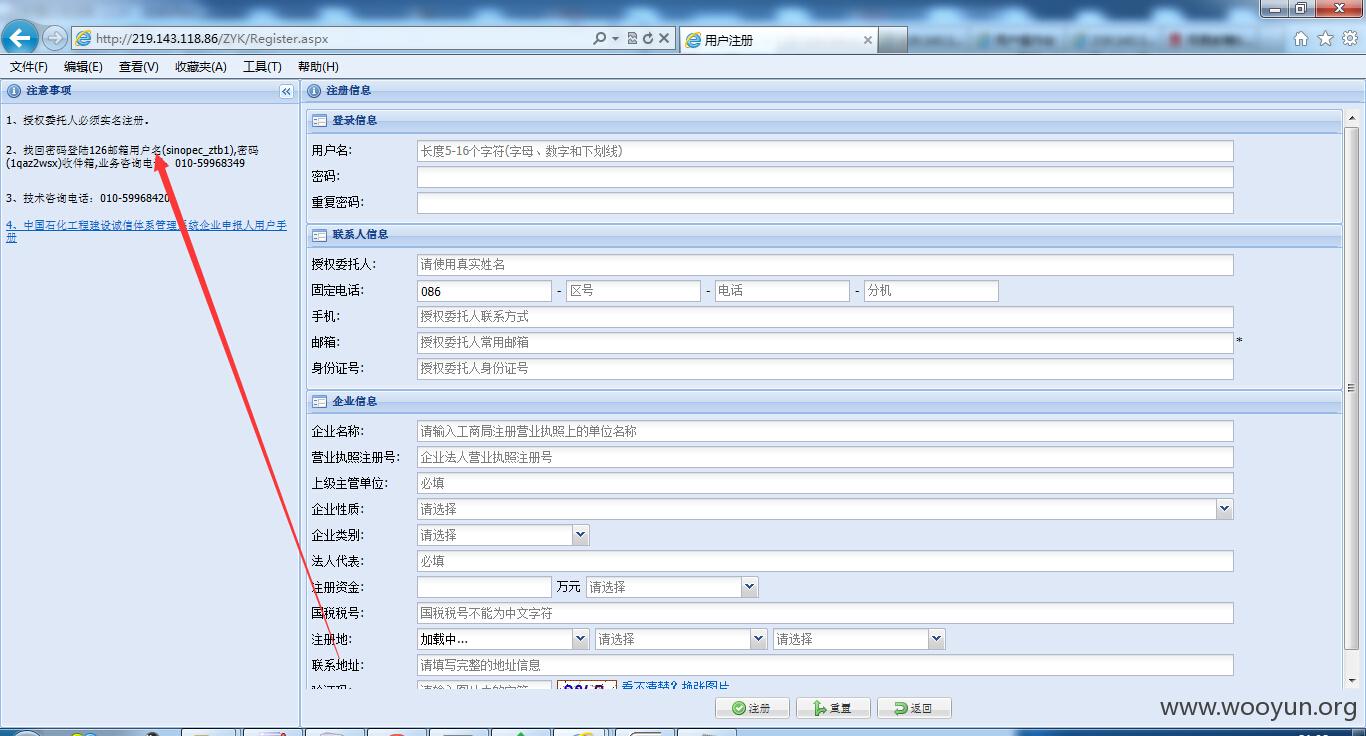 http://219.143.118.86/ZYK/Register.aspx
用户注册
文件(F) 编辑(E) 查看(V) 收藏夹(A) 工具(T) 帮助(H)
注意事项
1、授权委托人必须实名注册.
2、找回密码登陆126邮箱用户名(sinopec_ztb1),密码
(1qaz2wsx)收件箱,业务咨询电 010-59968349
3、技术咨询电话: 010-59968420
4、中国石化工程建设诚信体系管理系统企业申报人用户手
册
注册信息
登录信息
用户名: 长度5-16个字符(字母、数字和下划线)
密码:
重复密码:
联系人信息
授权委托人: 请使用真实姓名
固定电话: 086 - 区号 - 电话 - 分机
手机: 授权委托人联系方式
邮箱: 授权委托人常用邮箱 *
身份证号: 授权委托人身份证号
企业信息
企业名称: 请输入工商局注册营业执照上的单位名称
营业执照注册号: 企业法人营业执照注册号
上级主管单位: 必填
企业性质: 请选择
企业类别: 请选择
法人代表: 必填
注册资金: 万元 请选择
国税税号: 国税税号不能为中文字符
注册地: 加载中... 请选择 请选择
联系地址: 请填写完整的地址信息
验证码: 请输入图片中的字符 看不清楚?换张图片
注册 重置 返回
www.wooyun.org